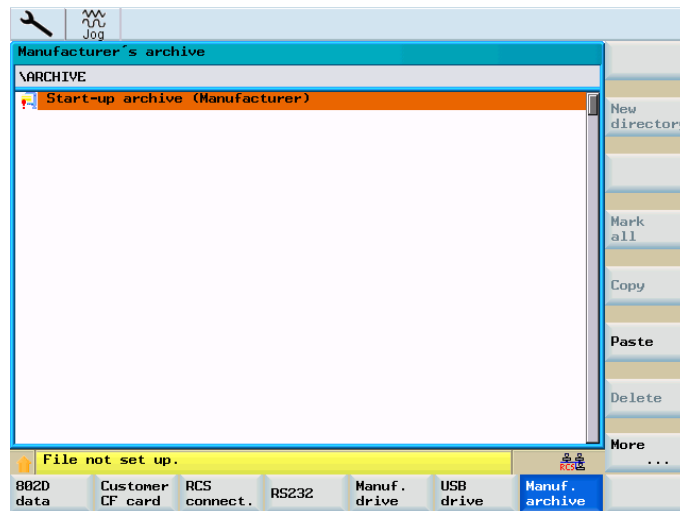 Jog
Manufacturer´s archive
\ARCHIVE
Start-up archive (Manufacturer)
New
director
Mark
all
Copy
Paste
Delete
More
...
File not set up.
RCS
802D
data
Customer
CF card
RCS
connect.
RS232
Manuf.
drive
USB
drive
Manuf.
archive